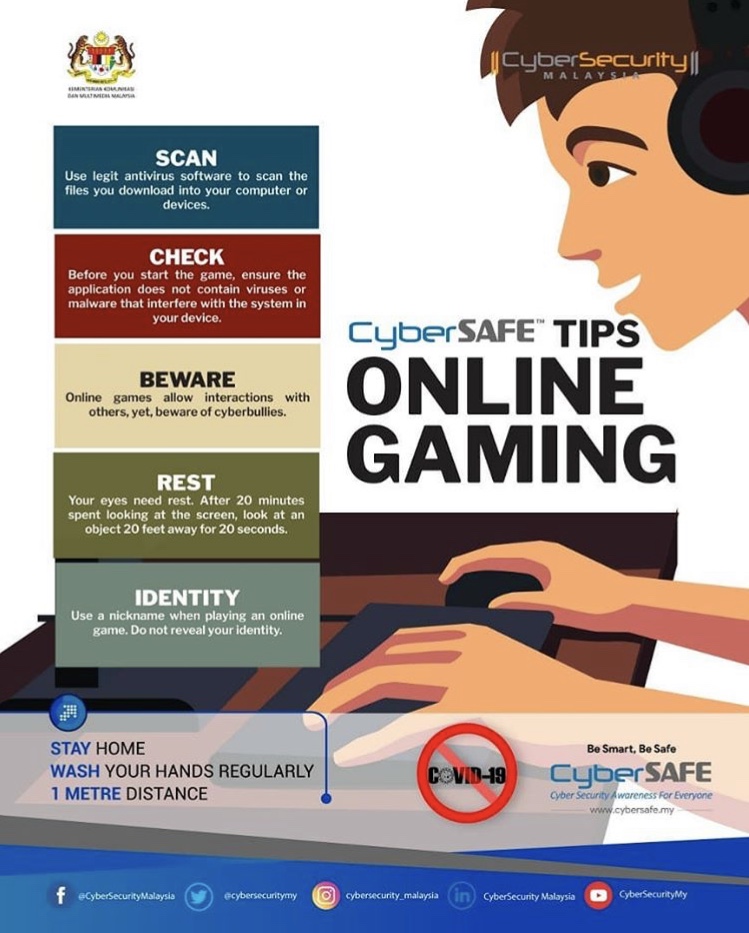 KEMENTERIAN KOMUNIKASI
DAN MULTIMEDIA MALAYSIA
CyberSecurity
MALAYSIA
SCAN
Use legit antivirus software to scan the
files you download into your computer or
devices.
CHECK
Before you start the game, ensure the
application does not contain viruses or
malware that interfere with the system in
your device.
BEWARE
Online games allow interactions with
others, yet, beware of cyberbullies.
REST
Your eyes need rest. After 20 minutes
spent looking at the screen, look at an
object 20 feet away for 20 seconds.
IDENTITY
Use a nickname when playing an online
game. Do not reveal your identity.
CyberSAFE™ TIPS
ONLINE
GAMING
STAY HOME
WASH YOUR HANDS REGULARLY
1 METRE DISTANCE
COVID-19
Be Smart, Be Safe
CyberSAFE
Cyber Security Awareness For Everyone
www.cybersafe.my
@CyberSecurityMalaysia @cybersecuritymy cybersecurity_malaysia CyberSecurity Malaysia CyberSecurityMy